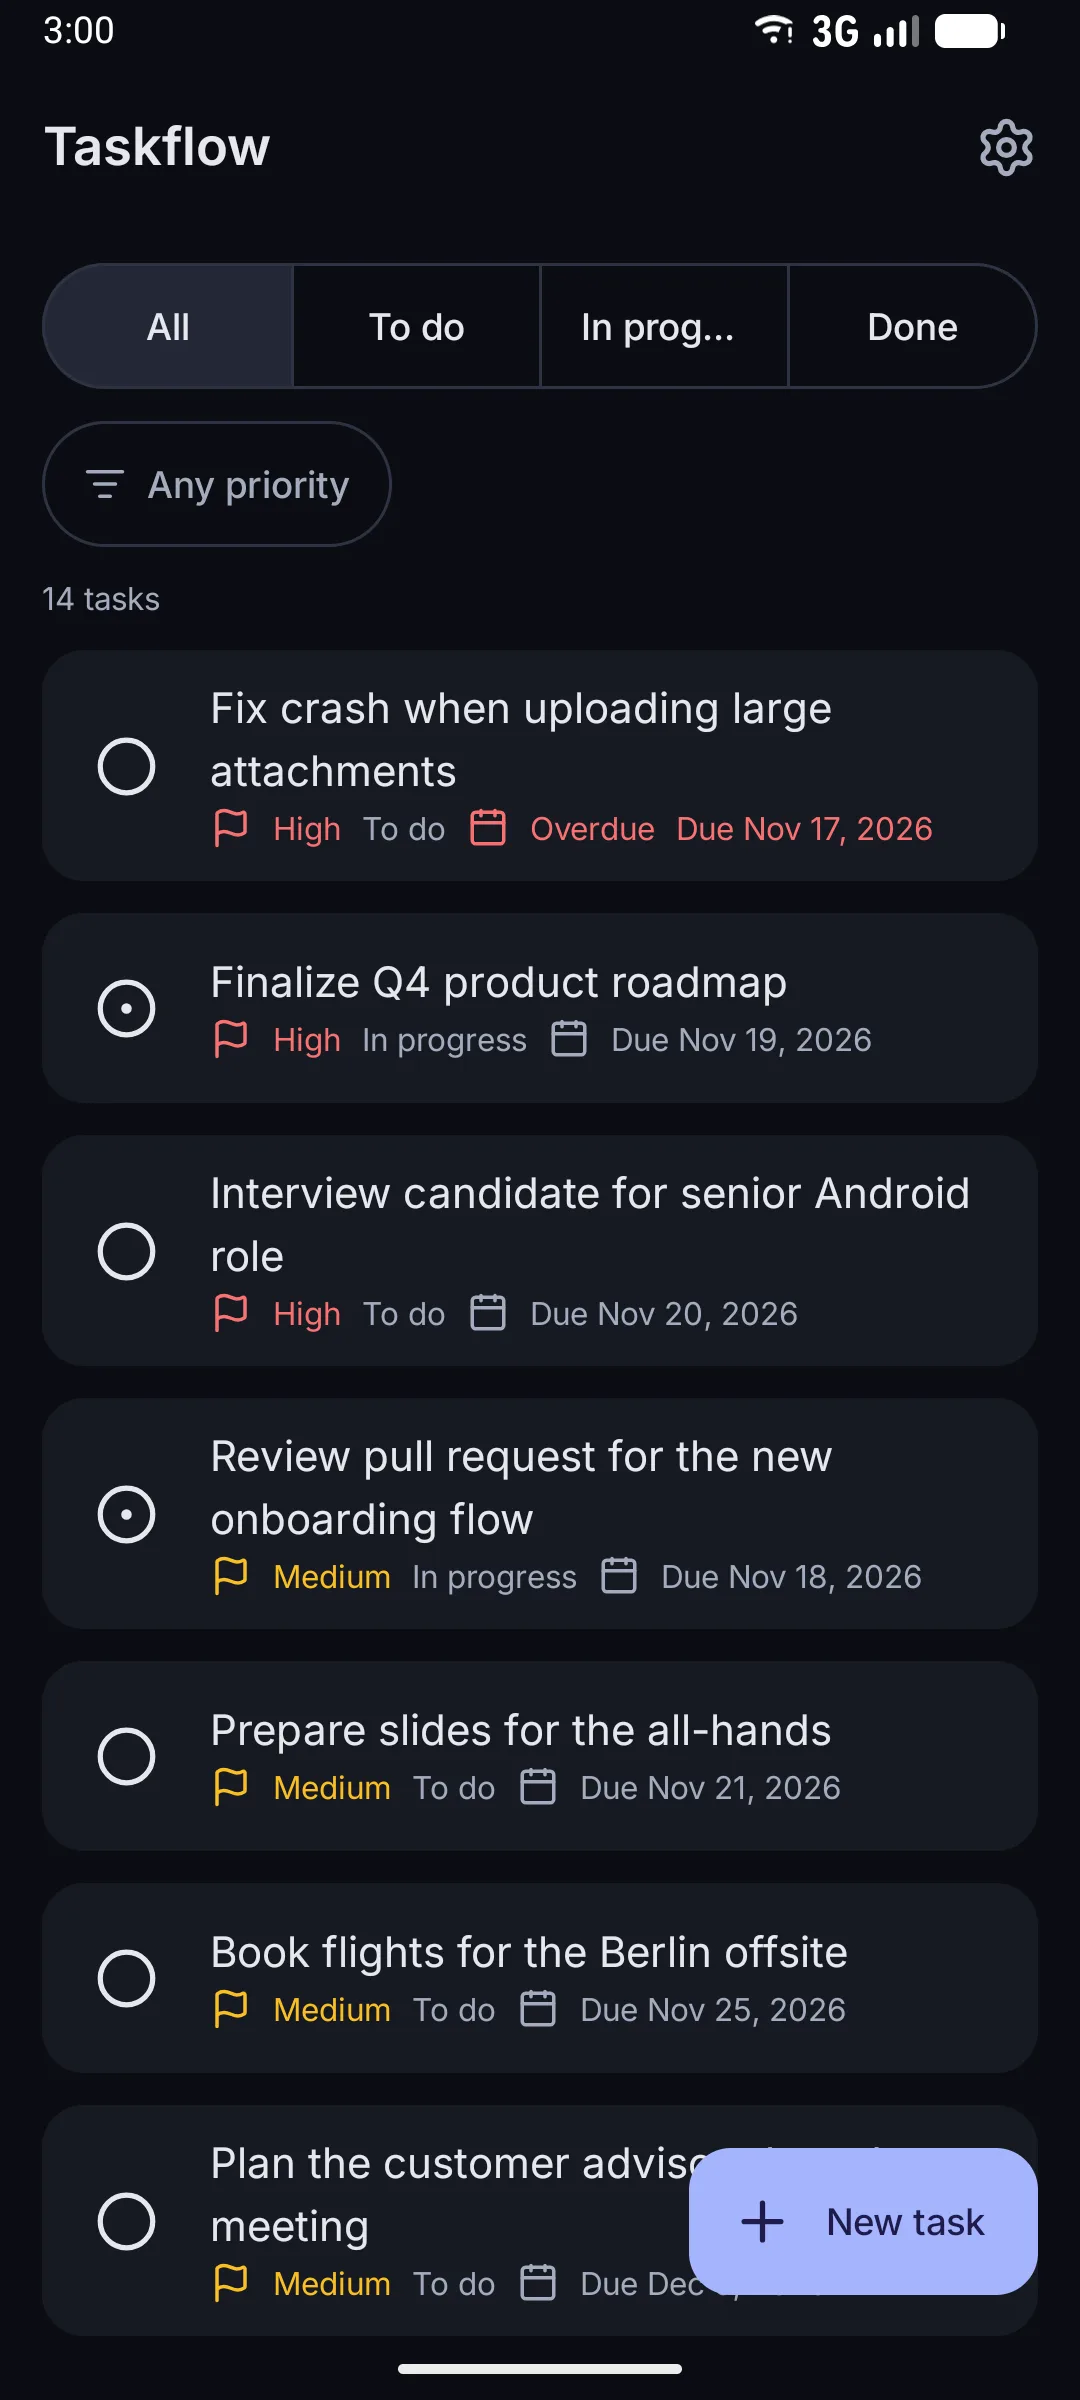 3:00 3G
Taskflow
All To do In prog... Done
Any priority
14 tasks
Fix crash when uploading large
attachments
High To do Overdue Due Nov 17, 2026
Finalize Q4 product roadmap
High In progress Due Nov 19, 2026
Interview candidate for senior Android
role
High To do Due Nov 20, 2026
Review pull request for the new
onboarding flow
Medium In progress Due Nov 18, 2026
Prepare slides for the all-hands
Medium To do Due Nov 21, 2026
Book flights for the Berlin offsite
Medium To do Due Nov 25, 2026
Plan the customer
meeting
New task
Medium To do Due Dec